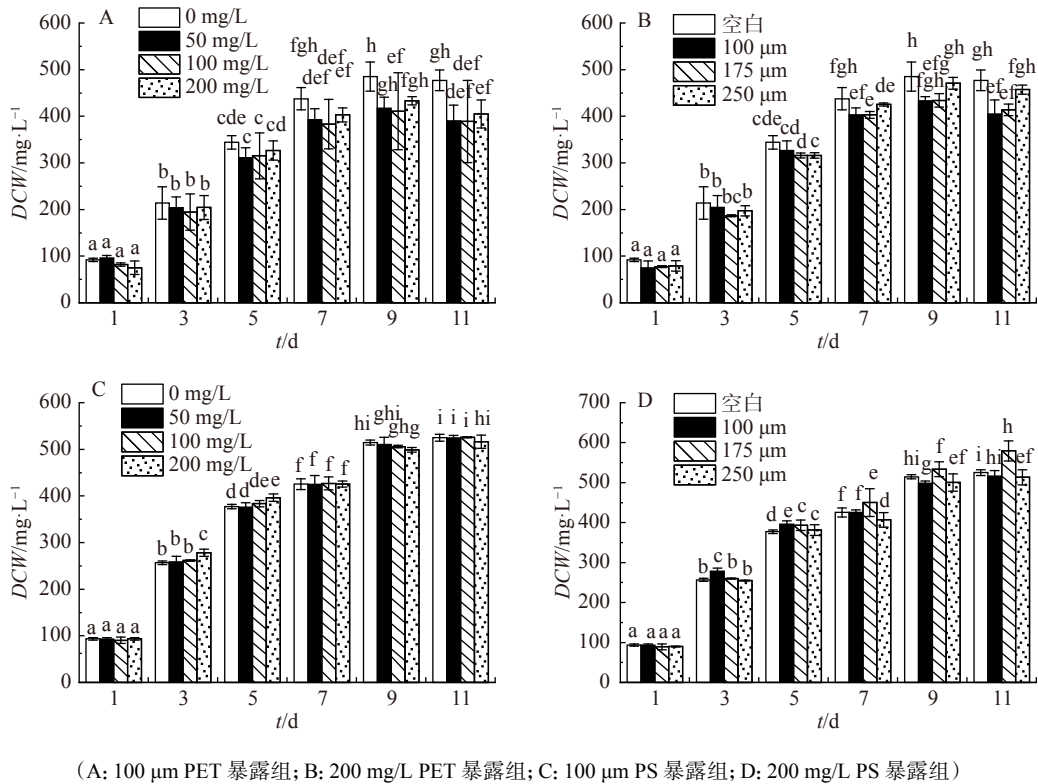 A
0 mg/L
50 mg/L
100 mg/L
200 mg/L
DCW/mg·L⁻¹
600
500
400
300
200
100
0
a a a a
b b b b
cde c c cd
fgh def def ef
h gh ef fgh
gh def def ef
1 3 5 7 9 11
t/d
B
空白
100 μm
175 μm
250 μm
DCW/mg·L⁻¹
600
500
400
300
200
100
0
a a a a
b b bc b
cde cd d c
fgh ef e de
h fgh efg gh
gh ef ef fgh
1 3 5 7 9 11
t/d
C
0 mg/L
50 mg/L
100 mg/L
200 mg/L
DCW/mg·L⁻¹
600
500
400
300
200
100
0
a a a a
b b b c
d d de e
f f f f
hi ghi gh g
i i i hi
1 3 5 7 9 11
t/d
D
空白
100 μm
175 μm
250 μm
DCW/mg·L⁻¹
700
600
500
400
300
200
100
0
a a a a
b c b b
d e c c
f f e d
hi g f ef
i hi h ef
1 3 5 7 9 11
t/d
(A: 100 μm PET 暴露组; B: 200 mg/L PET 暴露组; C: 100 μm PS 暴露组; D: 200 mg/L PS 暴露组)